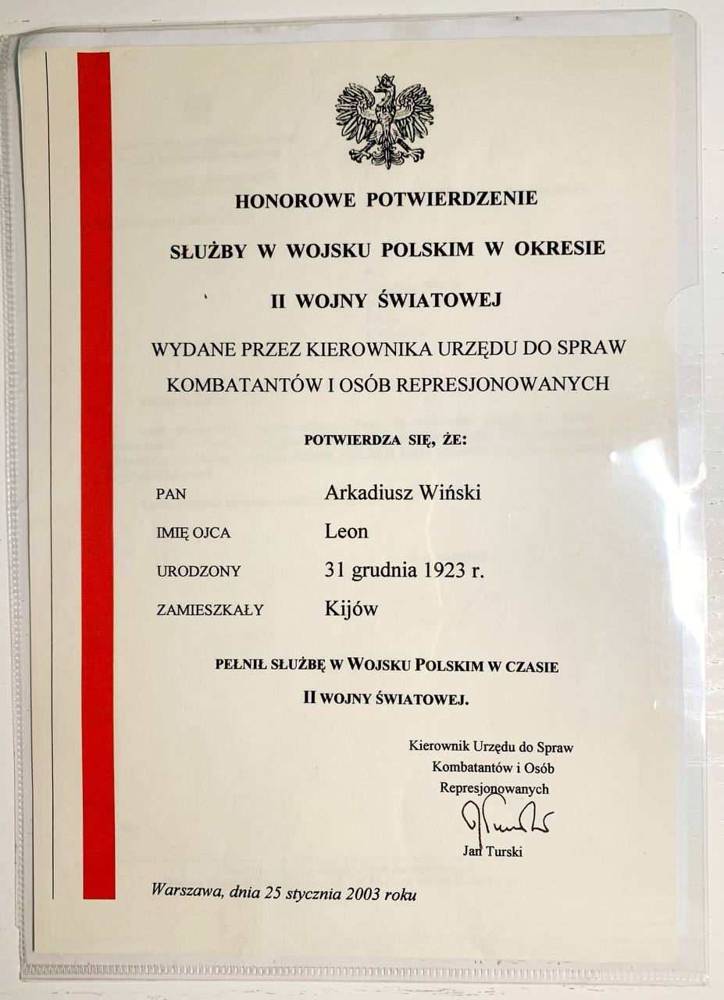 HONOROWE POTWIERDZENIE
SŁUŻBY W WOJSKU POLSKIM W OKRESIE
II WOJNY ŚWIATOWEJ
WYDANE PRZEZ KIEROWNIKA URZĘDU DO SPRAW
KOMBATANTÓW I OSÓB REPRESJONOWANYCH
POTWIERDZA SIĘ, ŻE:
PAN Arkadiusz Wiński
IMIĘ OJCA Leon
URODZONY 31 grudnia 1923 r.
ZAMIESZKAŁY Kijów
PEŁNIŁ SŁUŻBĘ W WOJSKU POLSKIM W CZASIE
II WOJNY ŚWIATOWEJ.
Kierownik Urzędu do Spraw
Kombatantów i Osób
Represjonowanych
Jan Turski
Warszawa, dnia 25 stycznia 2003 roku